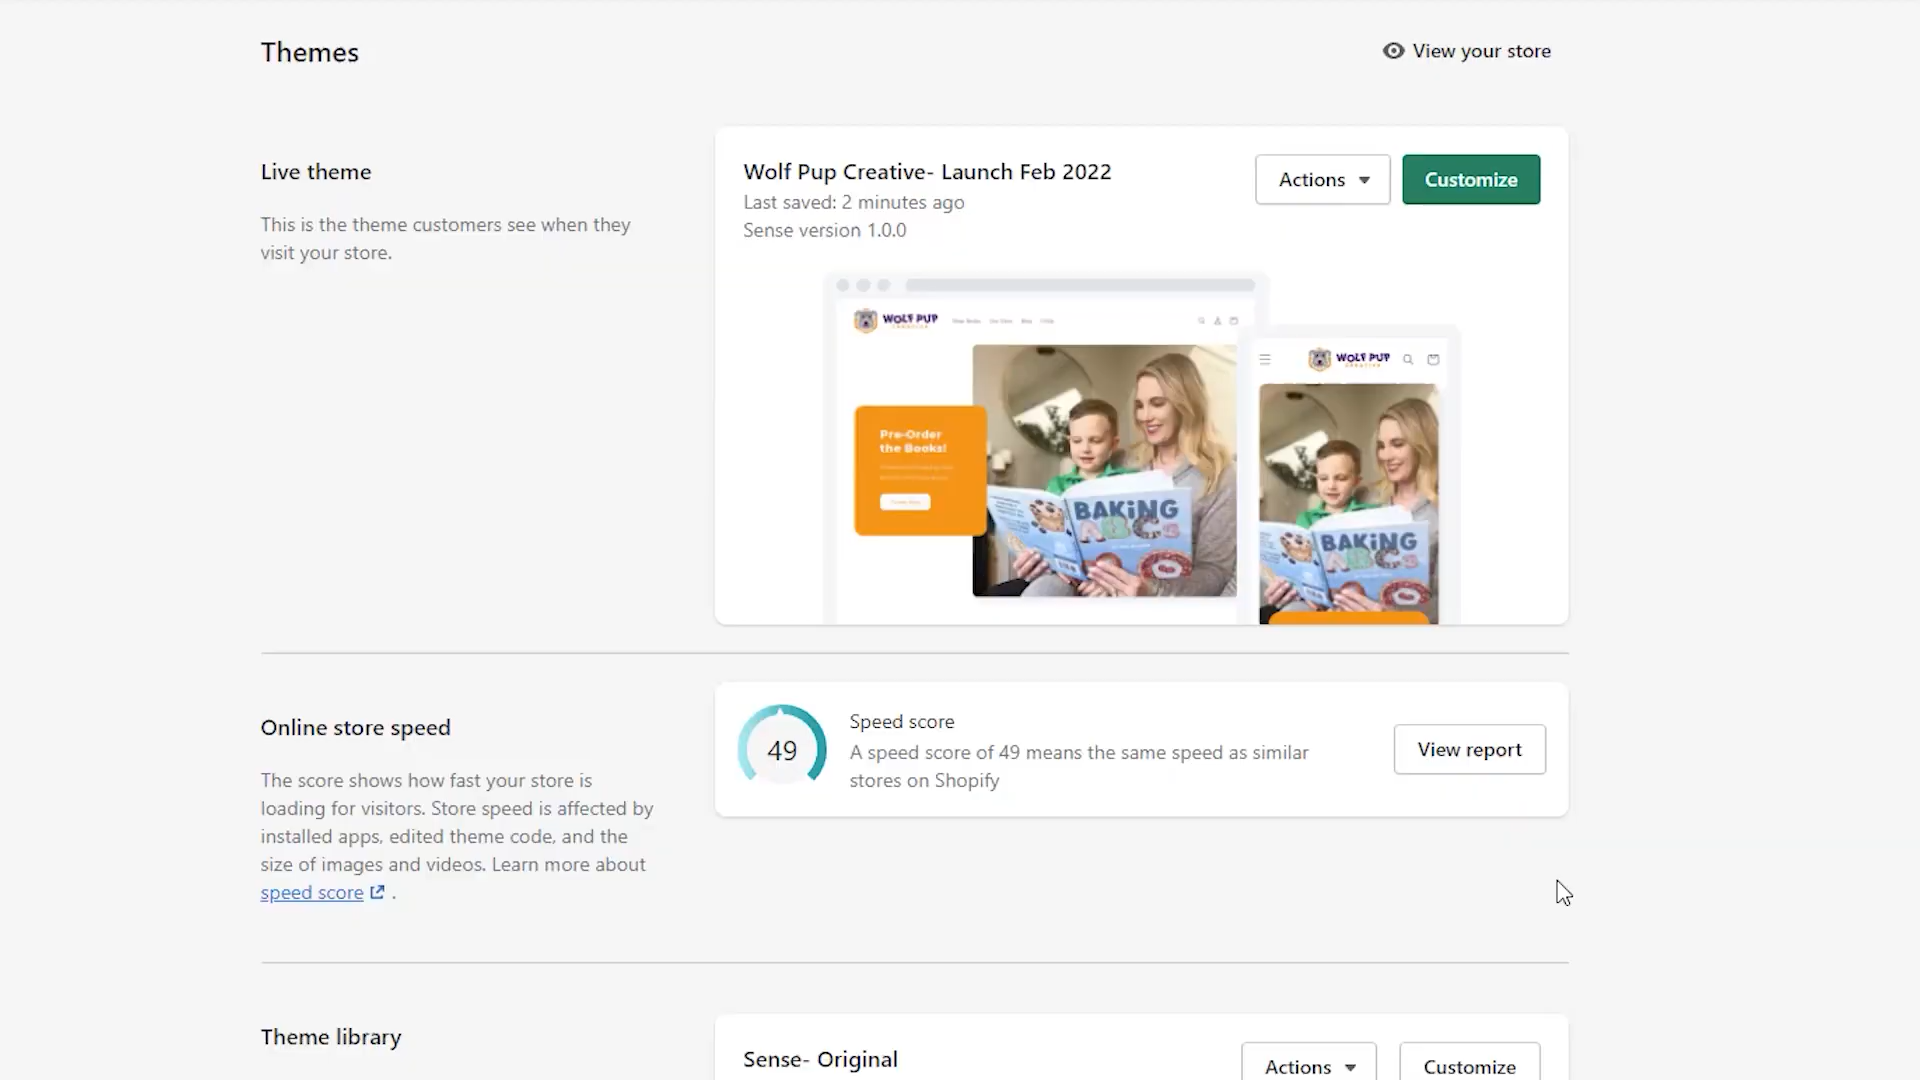 Themes
View your store
Live theme
This is the theme customers see when they
visit your store.
Wolf Pup Creative- Launch Feb 2022
Last saved: 2 minutes ago
Sense version 1.0.0
Actions
Customize
WOLF PUP
CREATIVE
Pre-Order
the Books!
BAKING
ABCs
WOLF PUP
CREATIVE
BAKING
ABCs
Online store speed
The score shows how fast your store is
loading for visitors. Store speed is affected by
installed apps, edited theme code, and the
size of images and videos. Learn more about
speed score .
49
Speed score
A speed score of 49 means the same speed as similar
stores on Shopify
View report
Theme library
Sense- Original
Actions
Customize